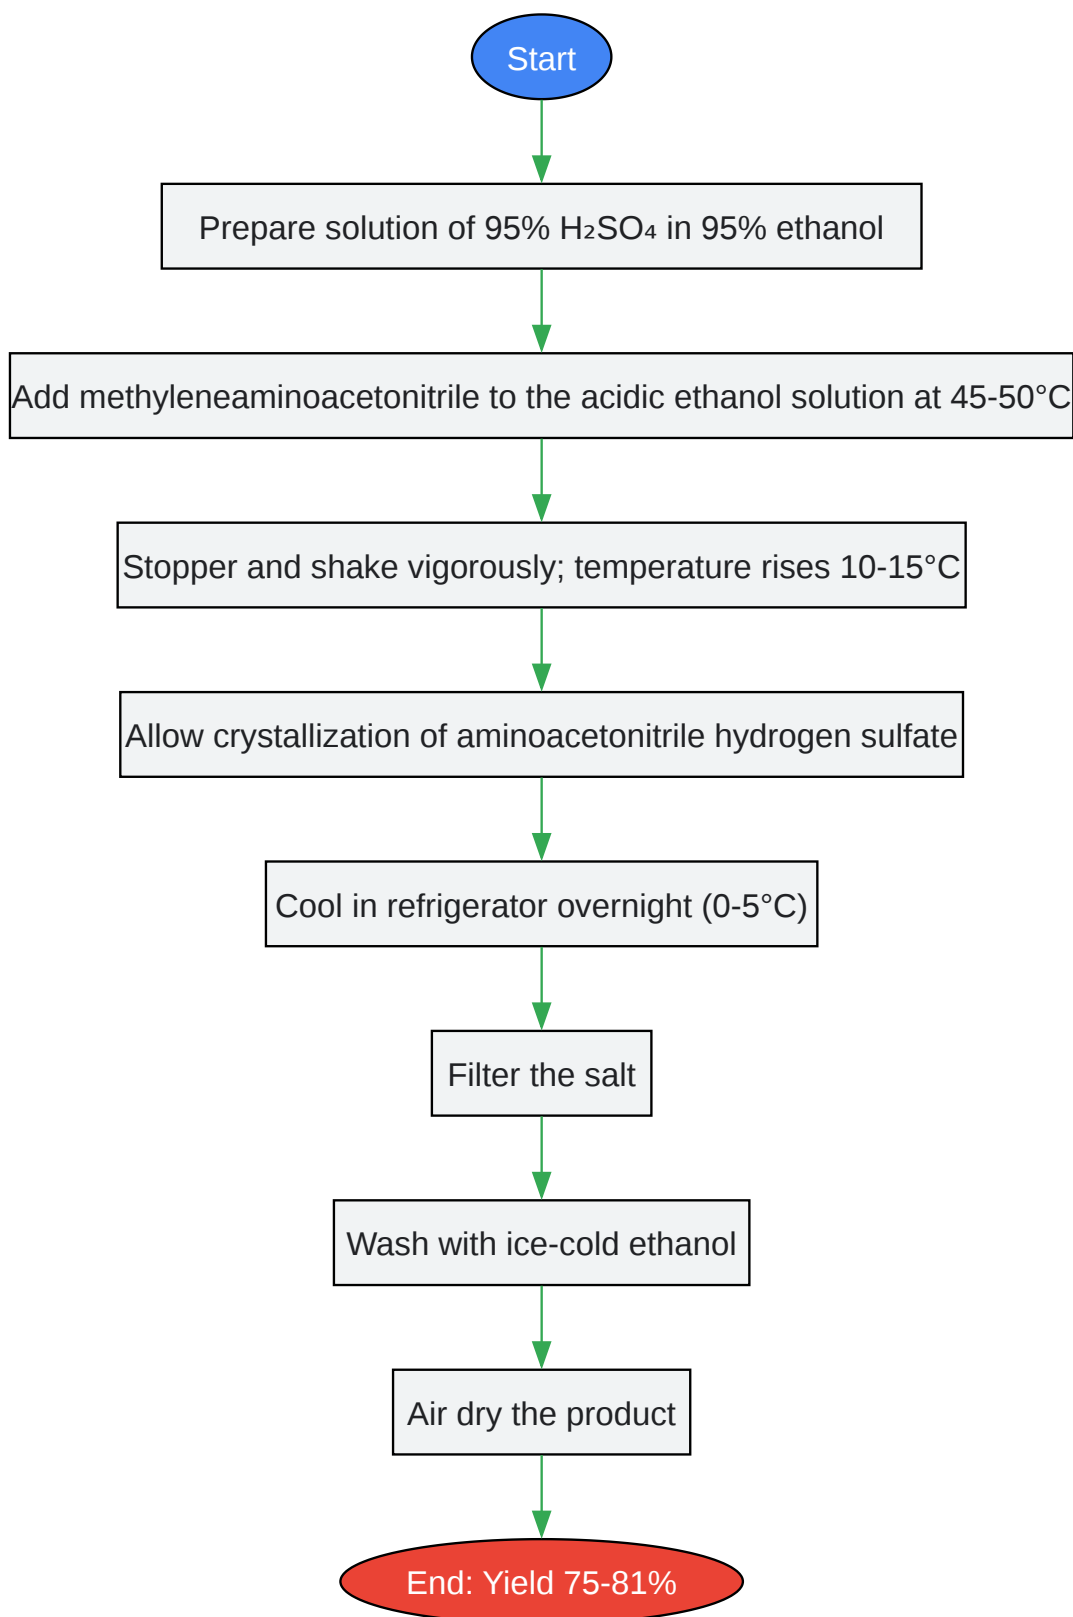 Start
Prepare solution of 95% H₂SO₄ in 95% ethanol
Add methyleneaminoacetonitrile to the acidic ethanol solution at 45-50°C
Stopper and shake vigorously; temperature rises 10-15°C
Allow crystallization of aminoacetonitrile hydrogen sulfate
Cool in refrigerator overnight (0-5°C)
Filter the salt
Wash with ice-cold ethanol
Air dry the product
End: Yield 75-81%